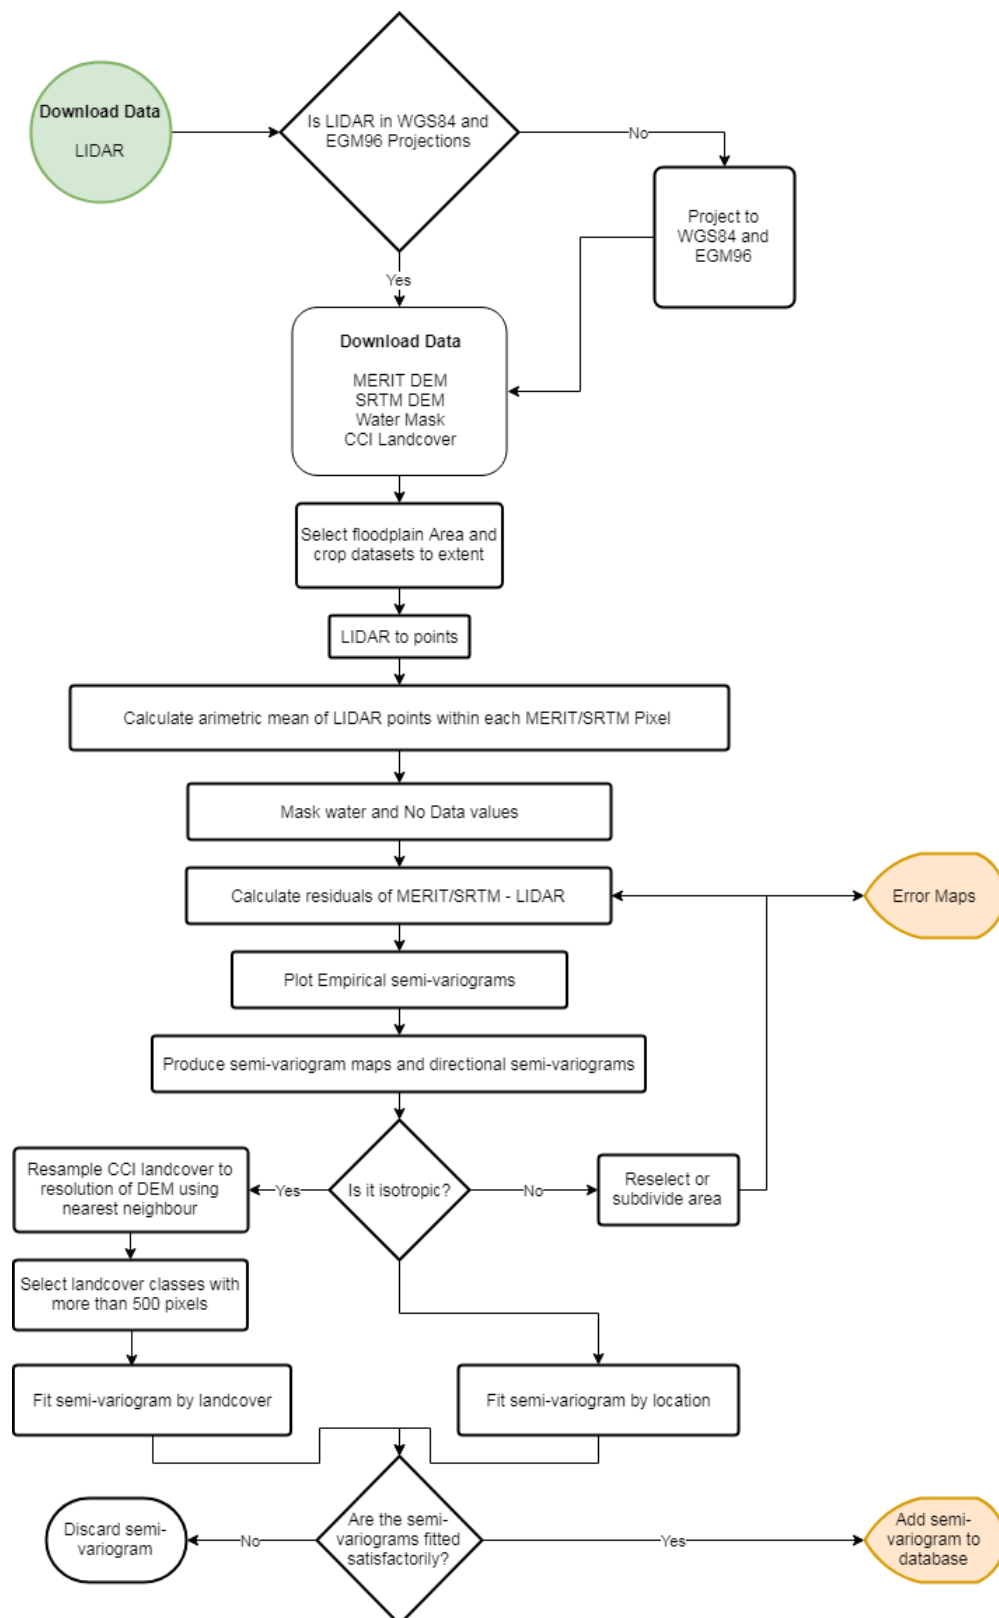 Download Data
LIDAR
Is LIDAR in WGS84 and
EGM96 Projections
No
Project to
WGS84 and
EGM96
Yes
Download Data
MERIT DEM
SRTM DEM
Water Mask
CCI Landcover
Select floodplain Area and
crop datasets to extent
LIDAR to points
Calculate arimetric mean of LIDAR points within each MERIT/SRTM Pixel
Mask water and No Data values
Calculate residuals of MERIT/SRTM - LIDAR
Error Maps
Plot Empirical semi-variograms
Produce semi-variogram maps and directional semi-variograms
Resample CCI landcover to
resolution of DEM using
nearest neighbour
Yes
Is it isotropic?
No
Reselect or
subdivide area
Select landcover classes with
more than 500 pixels
Fit semi-variogram by landcover
Fit semi-variogram by location
Discard semi-
variogram
No
Are the semi-
variograms fitted
satisfactorily?
Yes
Add semi-
variogram to
database